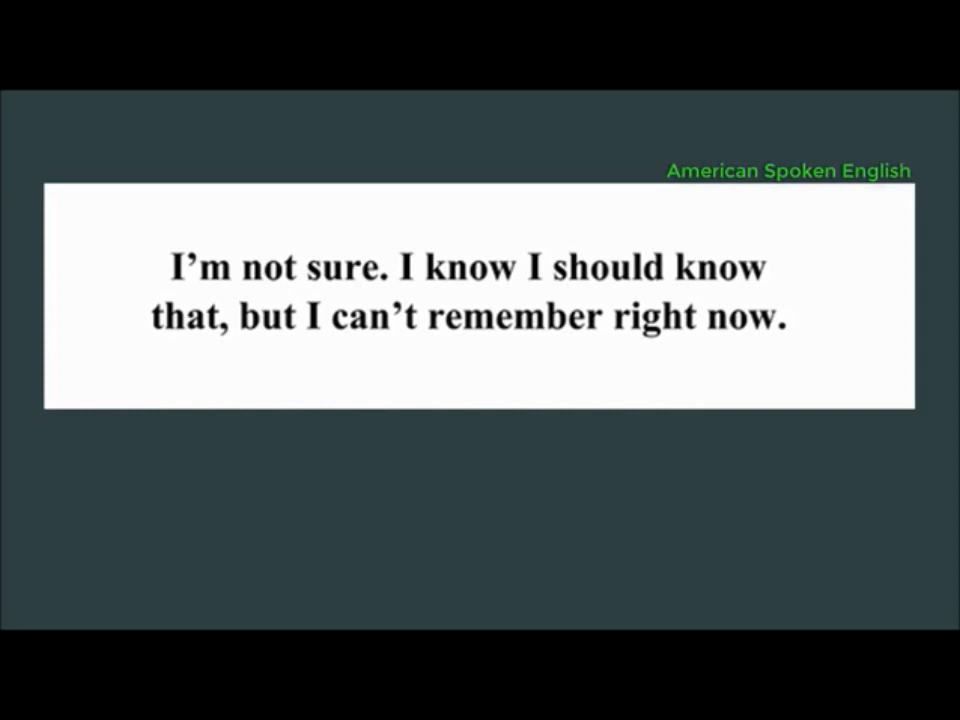 American Spoken English
I’m not sure. I know I should know
that, but I can’t remember right now.